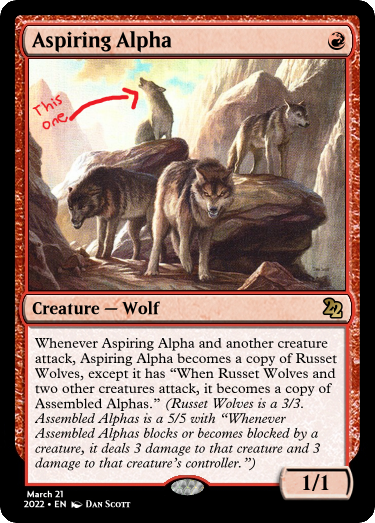 Aspiring Alpha
This
one
Creature — Wolf
22
Whenever Aspiring Alpha and another creature
attack, Aspiring Alpha becomes a copy of Russet
Wolves, except it has “When Russet Wolves and
two other creatures attack, it becomes a copy of
Assembled Alphas.” (Russet Wolves is a 3/3.
Assembled Alphas is a 5/5 with “Whenever
Assembled Alphas blocks or becomes blocked by a
creature, it deals 3 damage to that creature and 3
damage to that creature’s controller.”)
1/1
March 21
2022 • EN Dan Scott